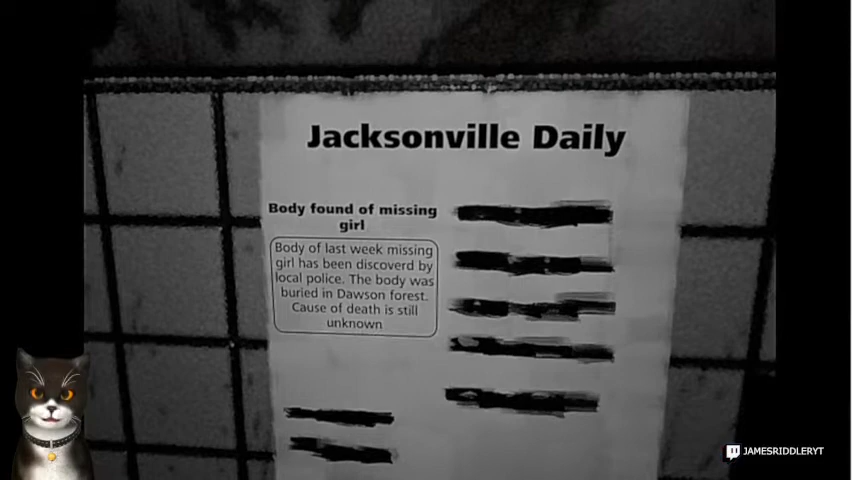 Jacksonville Daily
Body found of missing
girl
Body of last week missing
girl has been discoverd by
local police. The body was
buried in Dawson forest.
Cause of death is still
unknown
JAMESRIDDLERYT